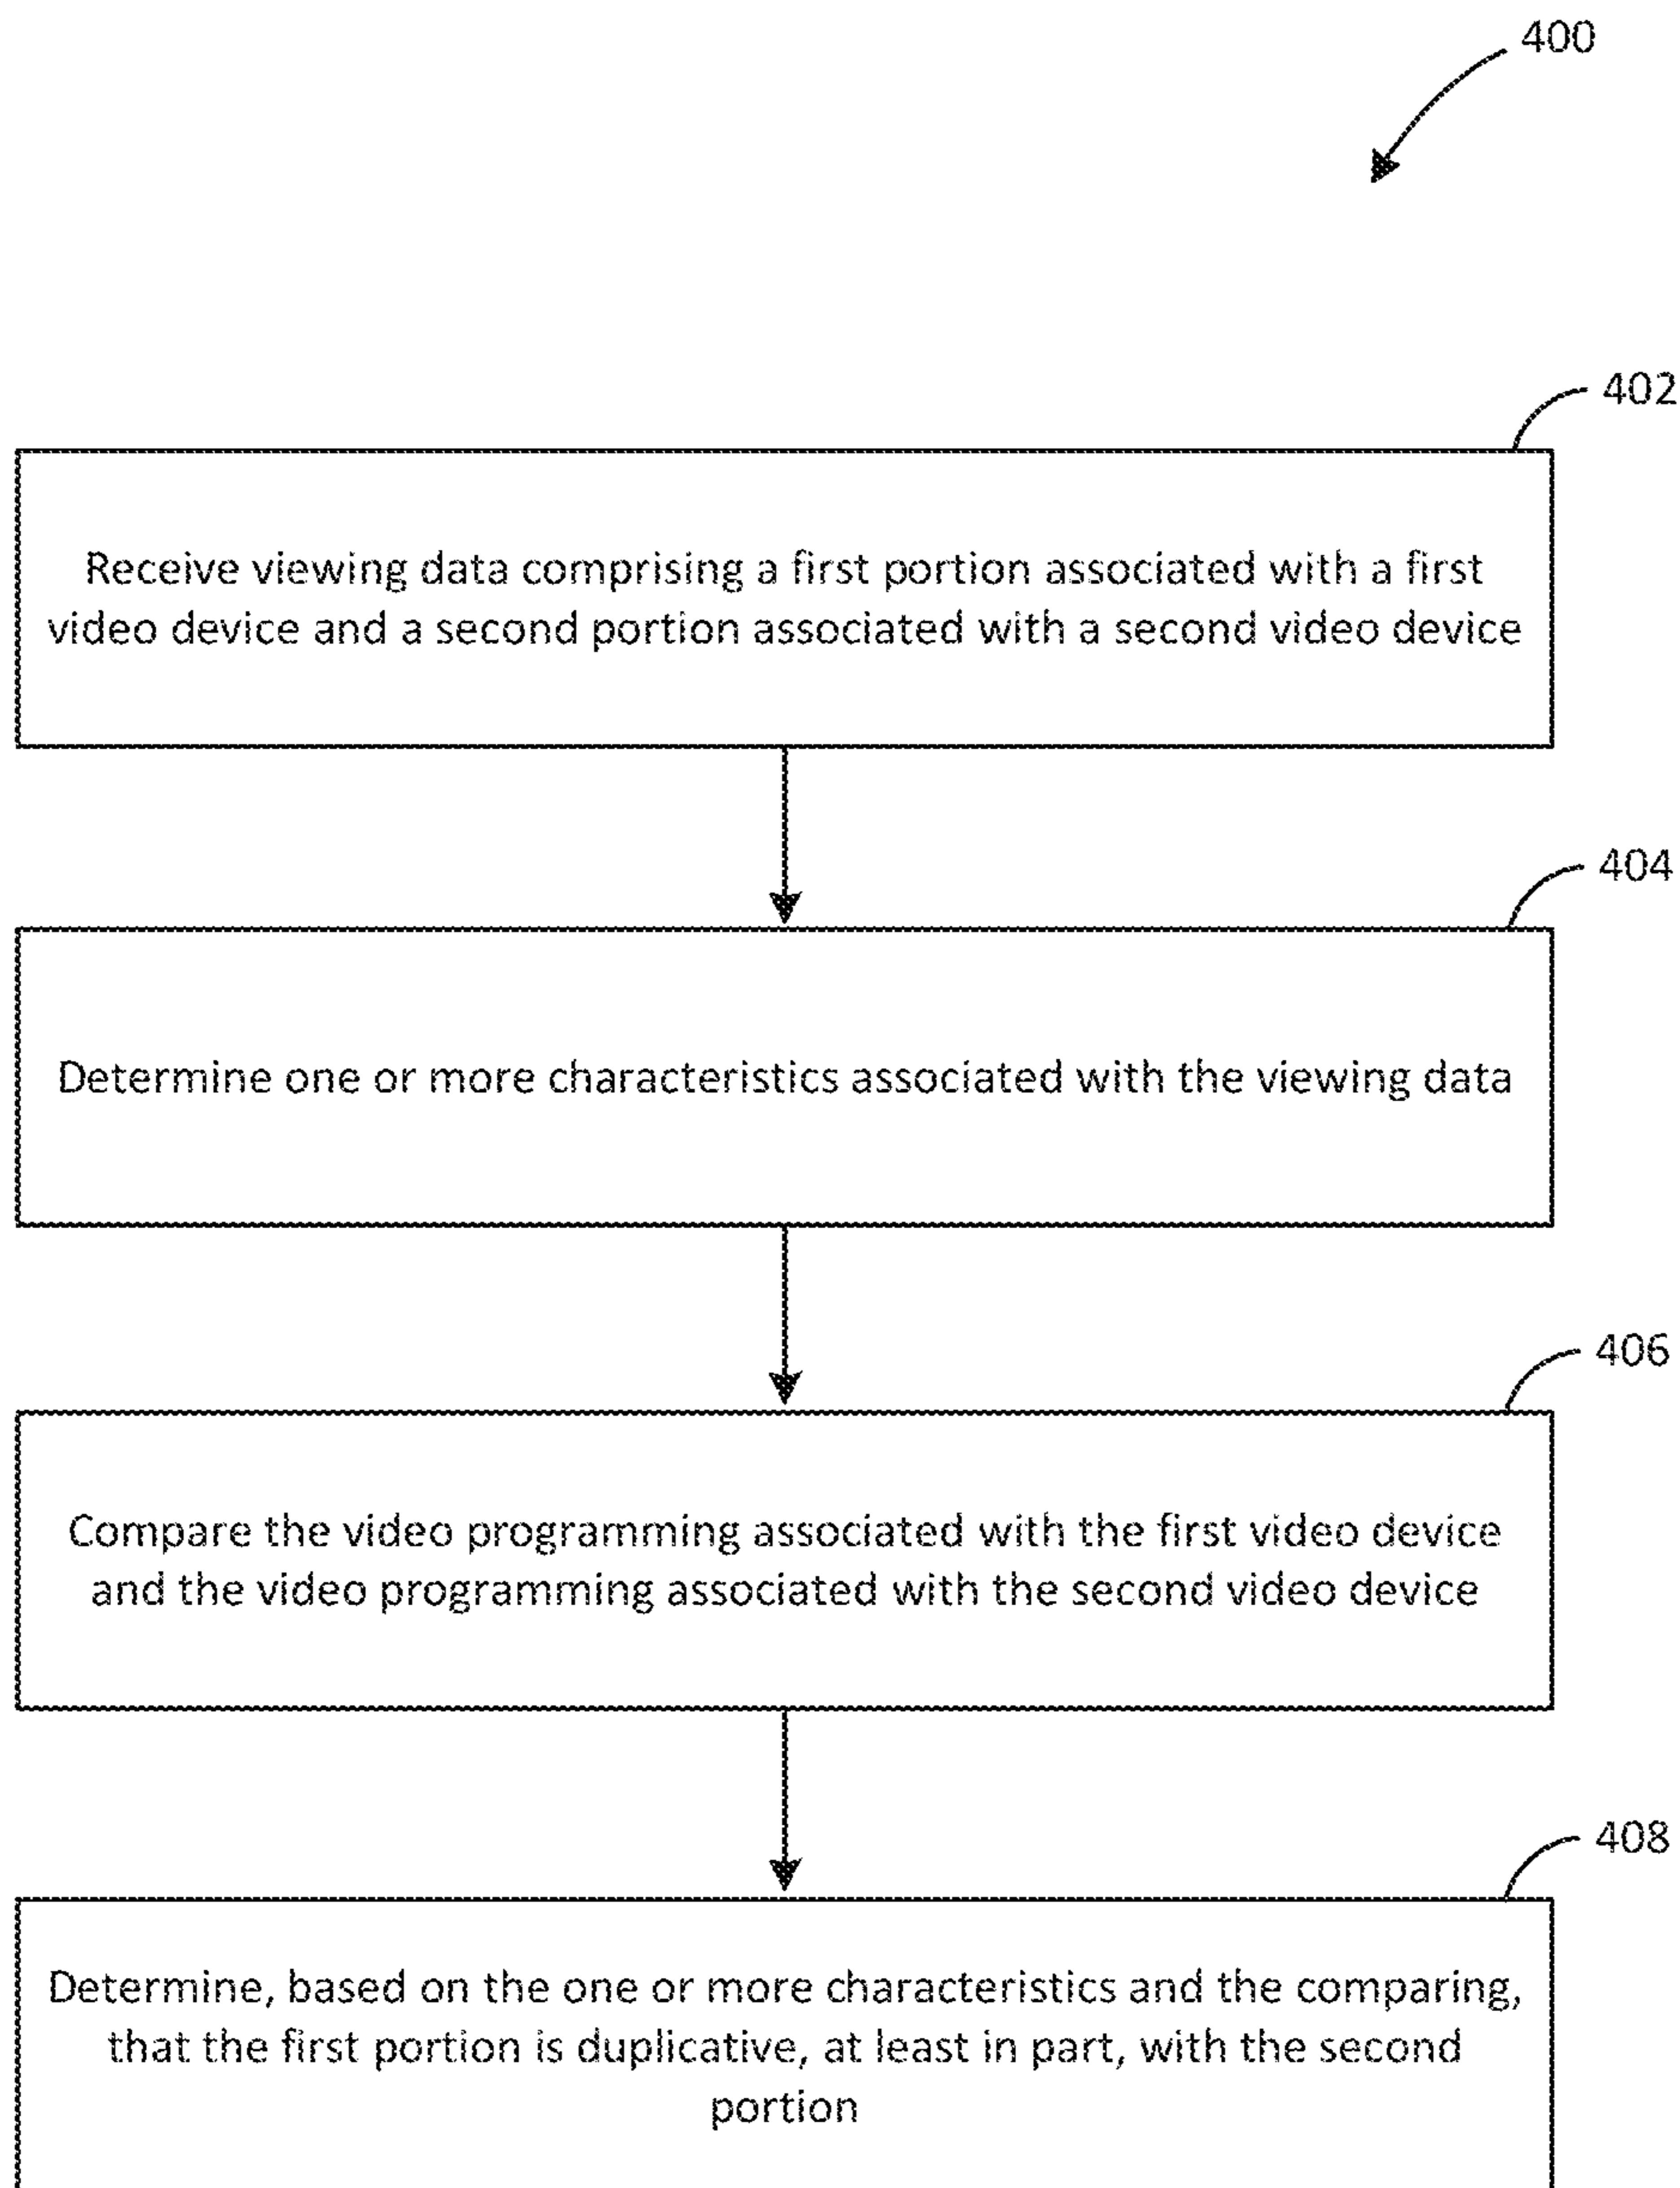 400
402
Receive viewing data comprising a first portion associated with a first
video device and a second portion associated with a second video device
404
Determine one or more characteristics associated with the viewing data
406
Compare the video programming associated with the first video device
and the video programming associated with the second video device
408
Determine, based on the one or more characteristics and the comparing,
that the first portion is duplicative, at least in part, with the second
portion